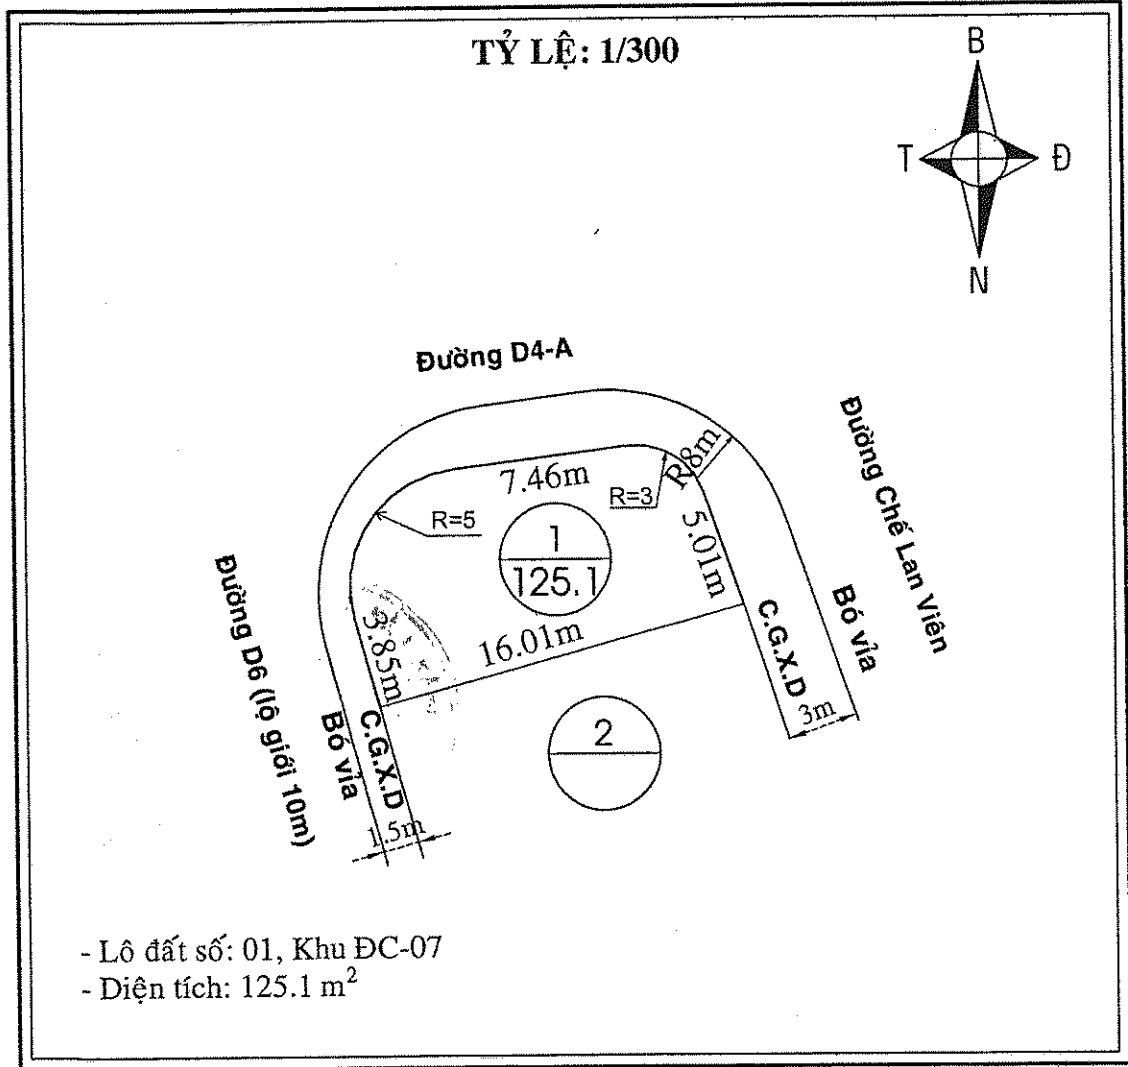 TỶ LỆ: 1/300
B
T
Đ
N
Đường D4-A
Đường Chế Lan Viên
7.46m
R 8m
R=3
R=5
1
125.1
5.01m
16.01m
3.85m
Đường D6 (lộ giới 10m)
Bó vỉa
C.G.X.D
1.5m
C.G.X.D
Bó vỉa
3m
2
- Lô đất số: 01, Khu ĐC-07
- Diện tích: 125.1 m²